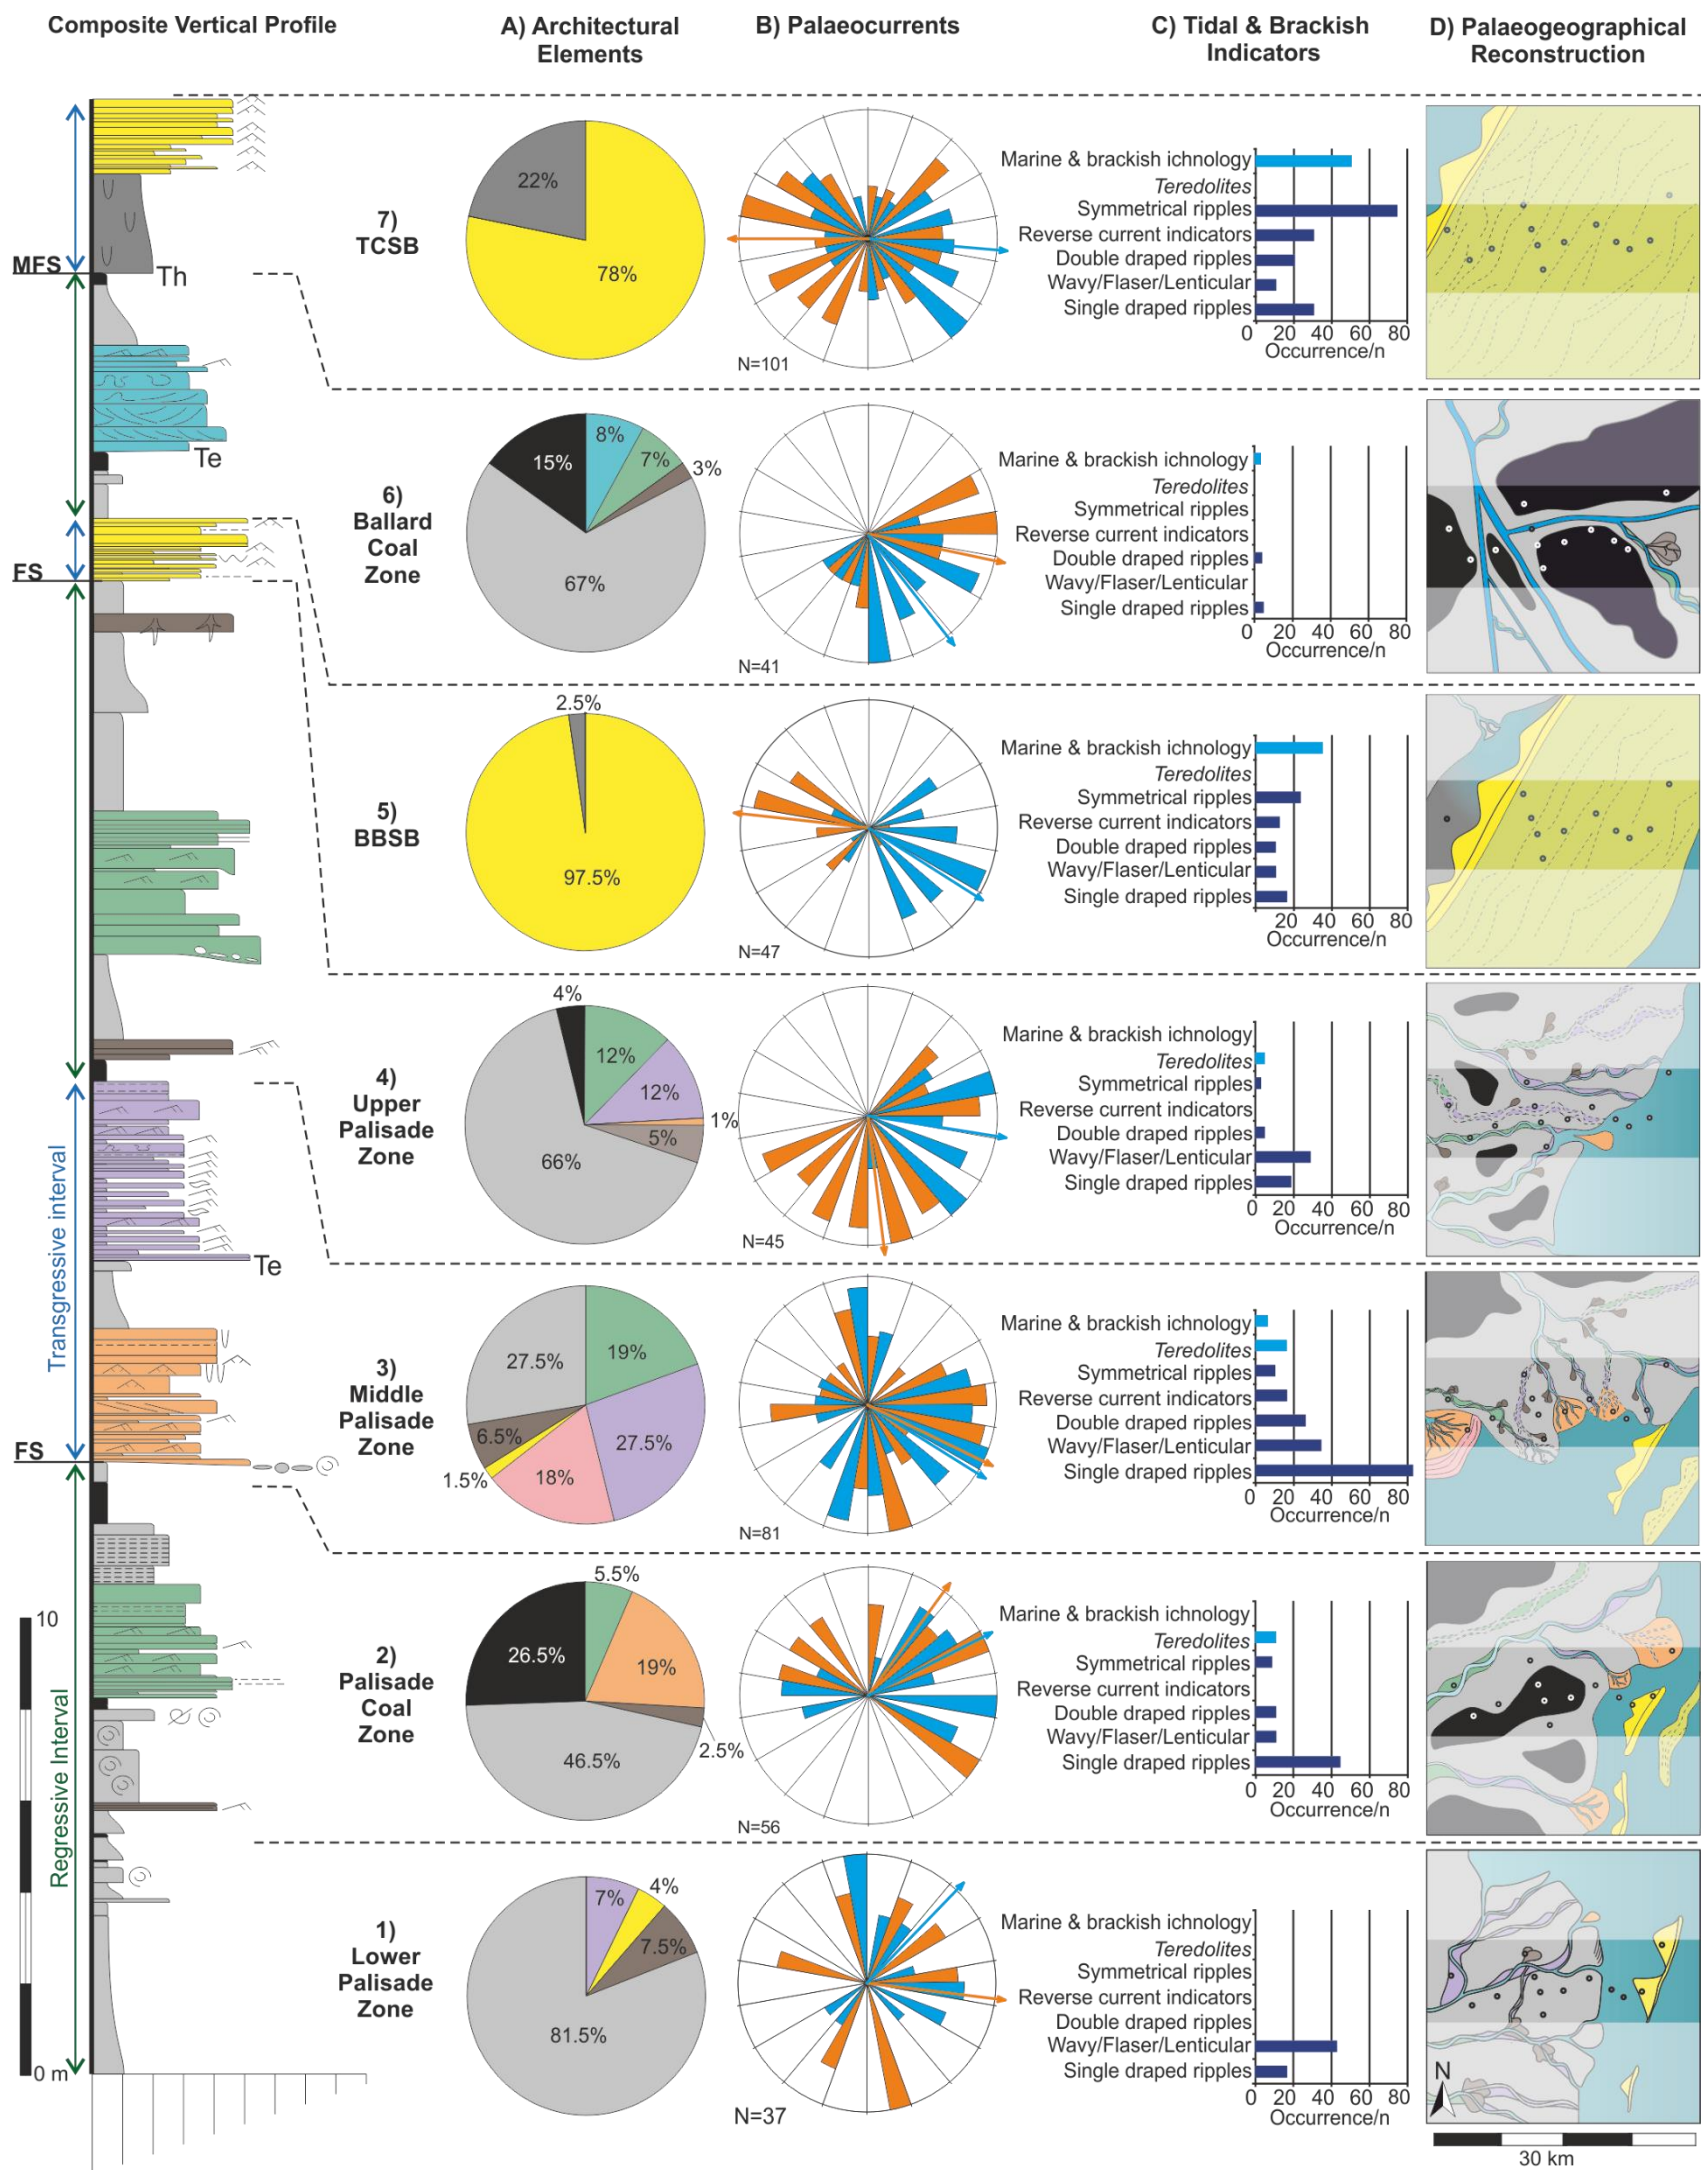 Composite Vertical Profile
A) Architectural
Elements
B) Palaeocurrents
C) Tidal & Brackish
Indicators
D) Palaeogeographical
Reconstruction
MFS
Th
Te
FS
Te
FS
Transgressive interval
Regressive Interval
10
0 m
7)
TCSB
22%
78%
N=101
Marine & brackish ichnology
Teredolites
Symmetrical ripples
Reverse current indicators
Double draped ripples
Wavy/Flaser/Lenticular
Single draped ripples
0 20 40 60 80
Occurrence/n
6)
Ballard
Coal
Zone
15%
8%
7%
3%
67%
N=41
Marine & brackish ichnology
Teredolites
Symmetrical ripples
Reverse current indicators
Double draped ripples
Wavy/Flaser/Lenticular
Single draped ripples
0 20 40 60 80
Occurrence/n
5)
BBSB
2.5%
97.5%
N=47
Marine & brackish ichnology
Teredolites
Symmetrical ripples
Reverse current indicators
Double draped ripples
Wavy/Flaser/Lenticular
Single draped ripples
20 40 60 80
Occurrence/n
4)
Upper
Palisade
Zone
4%
12%
12%
1%
5%
66%
N=45
Marine & brackish ichnology
Teredolites
Symmetrical ripples
Reverse current indicators
Double draped ripples
Wavy/Flaser/Lenticular
Single draped ripples
0 20 40 60 80
Occurrence/n
3)
Middle
Palisade
Zone
27.5%
19%
6.5%
27.5%
1.5%
18%
N=81
Marine & brackish ichnology
Teredolites
Symmetrical ripples
Reverse current indicators
Double draped ripples
Wavy/Flaser/Lenticular
Single draped ripples
0 20 40 60 80
Occurrence/n
2)
Palisade
Coal
Zone
5.5%
26.5%
19%
2.5%
46.5%
N=56
Marine & brackish ichnology
Teredolites
Symmetrical ripples
Reverse current indicators
Double draped ripples
Wavy/Flaser/Lenticular
Single draped ripples
0 20 40 60 80
Occurrence/n
1)
Lower
Palisade
Zone
7%
4%
7.5%
81.5%
N=37
Marine & brackish ichnology
Teredolites
Symmetrical ripples
Reverse current indicators
Double draped ripples
Wavy/Flaser/Lenticular
Single draped ripples
0 20 40 60 80
Occurrence/n
N
30 km